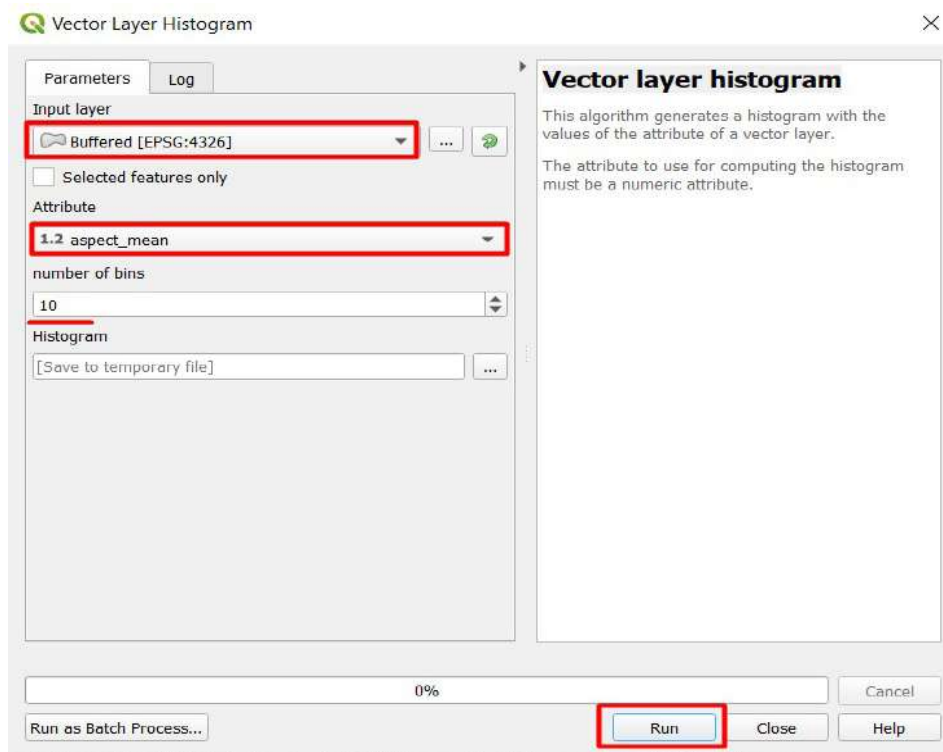 Vector Layer Histogram
Parameters
Log
Input layer
Buffered [EPSG:4326]
...
Selected features only
Attribute
1.2 aspect_mean
number of bins
10
Histogram
[Save to temporary file]
...
Vector layer histogram
This algorithm generates a histogram with the
values of the attribute of a vector layer.
The attribute to use for computing the histogram
must be a numeric attribute.
0%
Cancel
Run as Batch Process...
Run
Close
Help